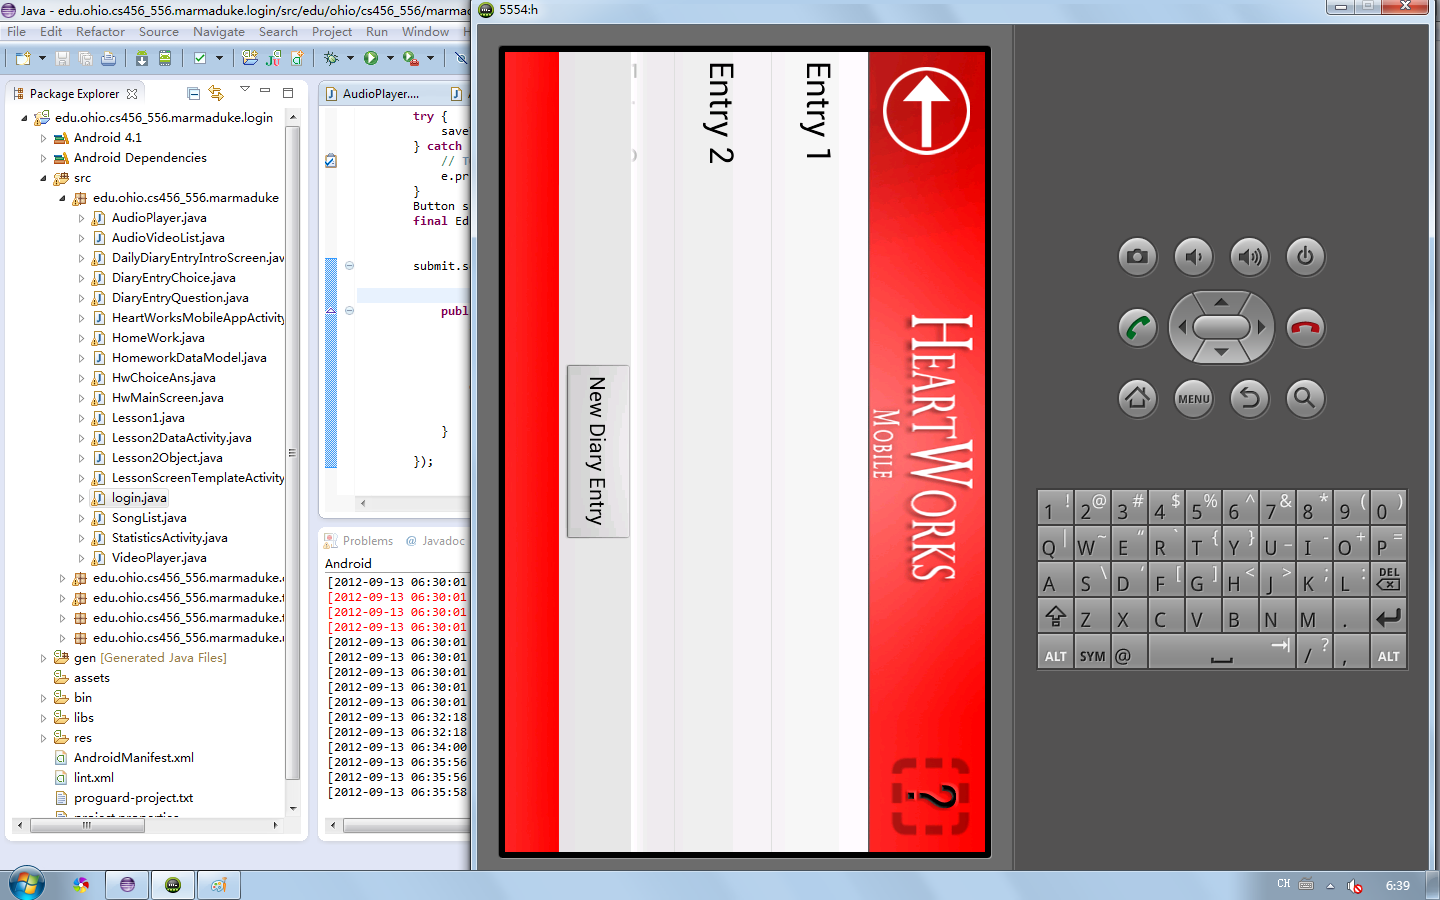 Java - edu.ohio.cs456_556.marmaduke.login/src/edu/ohio/cs456_556/marmad
File Edit Refactor Source Navigate Search Project Run Window
Package Explorer
edu.ohio.cs456_556.marmaduke.login
Android 4.1
Android Dependencies
src
edu.ohio.cs456_556.marmaduke
AudioPlayer.java
AudioVideoList.java
DailyDiaryEntryIntroScreen.jav
DiaryEntryChoice.java
DiaryEntryQuestion.java
HeartWorksMobileAppActivity
HomeWork.java
HomeworkDataModel.java
HwChoiceAns.java
HwMainScreen.java
Lesson1.java
Lesson2DataActivity.java
Lesson2Object.java
LessonScreenTemplateActivity
login.java
SongList.java
StatisticsActivity.java
VideoPlayer.java
edu.ohio.cs456_556.marmaduke.
edu.ohio.cs456_556.marmaduke.
edu.ohio.cs456_556.marmaduke.
edu.ohio.cs456_556.marmaduke.
gen [Generated Java Files]
assets
bin
libs
res
AndroidManifest.xml
lint.xml
proguard-project.txt
project.properties
AudioPlayer....
try {
save
} catch
// T
e.pr
}
Button s
final Ed
submit.s
publ
}
});
Problems @ Javadoc
Android
[2012-09-13 06:30:01
[2012-09-13 06:30:01
[2012-09-13 06:30:01
[2012-09-13 06:30:01
[2012-09-13 06:30:01
[2012-09-13 06:30:01
[2012-09-13 06:30:01
[2012-09-13 06:30:01
[2012-09-13 06:30:01
[2012-09-13 06:32:18
[2012-09-13 06:32:18
[2012-09-13 06:34:00
[2012-09-13 06:35:56
[2012-09-13 06:35:56
[2012-09-13 06:35:58
5554:h
HEARTWORKS
MOBILE
?
Entry 1
Entry 2
New Diary Entry
MENU
1 ! 2 @ 3 # 4 $ 5 % 6 ^ 7 & 8 * 9 ( 0 )
Q | W ~ E " R ` T { Y } U _ I - O + P =
A S \ D ' F [ G ] H < J > K ; L : DEL
Z X C V B N M .
ALT SYM @ / ? , ALT
CH
6:39